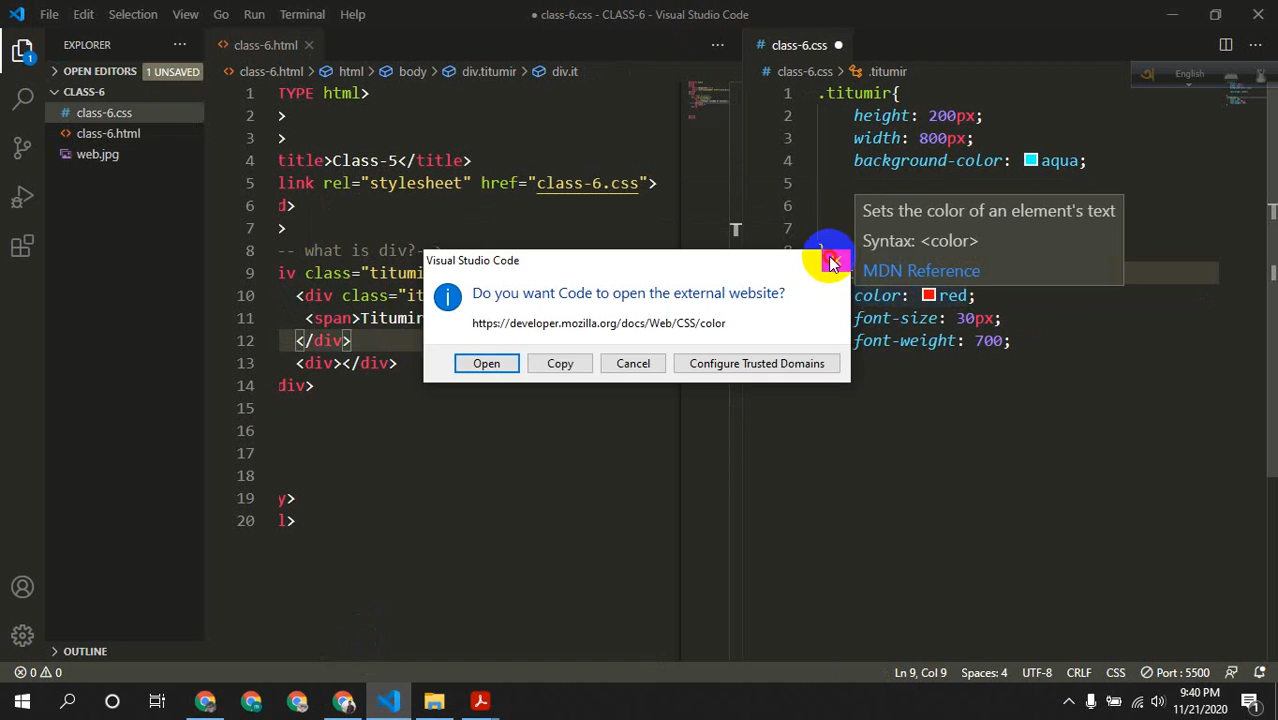 File Edit Selection View Go Run Terminal Help
● class-6.css - CLASS-6 - Visual Studio Code
EXPLORER
OPEN EDITORS 1 UNSAVED
CLASS-6
# class-6.css
class-6.html
web.jpg
OUTLINE
class-6.html
class-6.html > html > body > div.titumir > div.it
1 TYPE html>
2 >
3 >
4 title>Class-5</title>
5 link rel="stylesheet" href="class-6.css">
6 d>
7 >
8 -- what is div?-
9 iv class="titumi
10 <div class="it
11 <span>Titumir
12 </div>
13 <div></div>
14 div>
15
16
17
18
19 y>
20 l>
# class-6.css ●
# class-6.css > .titumir
English
1 .titumir{
2 height: 200px;
3 width: 800px;
4 background-color: aqua;
5
6
7
}
color: red;
font-size: 30px;
font-weight: 700;
Sets the color of an element's text
Syntax: <color>
MDN Reference
Visual Studio Code
Do you want Code to open the external website?
https://developer.mozilla.org/docs/Web/CSS/color
Open Copy Cancel Configure Trusted Domains
0 0
Ln 9, Col 9 Spaces: 4 UTF-8 CRLF CSS Port : 5500
9:40 PM
11/21/2020